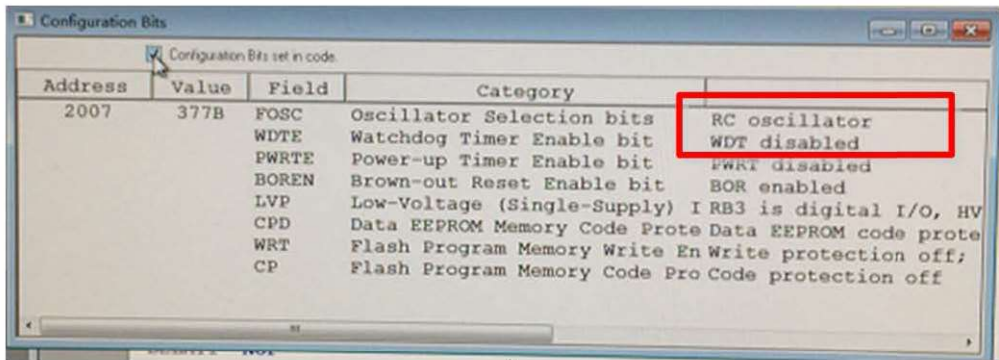 Configuration Bits
Configuration Bits set in code.
Address Value Field Category
2007 377B FOSC Oscillator Selection bits RC oscillator
WDTE Watchdog Timer Enable bit WDT disabled
PWRTE Power-up Timer Enable bit PWRT disabled
BOREN Brown-out Reset Enable bit BOR enabled
LVP Low-Voltage (Single-Supply) I RB3 is digital I/O, HV
CPD Data EEPROM Memory Code Prote Data EEPROM code prote
WRT Flash Program Memory Write En Write protection off;
CP Flash Program Memory Code Pro Code protection off